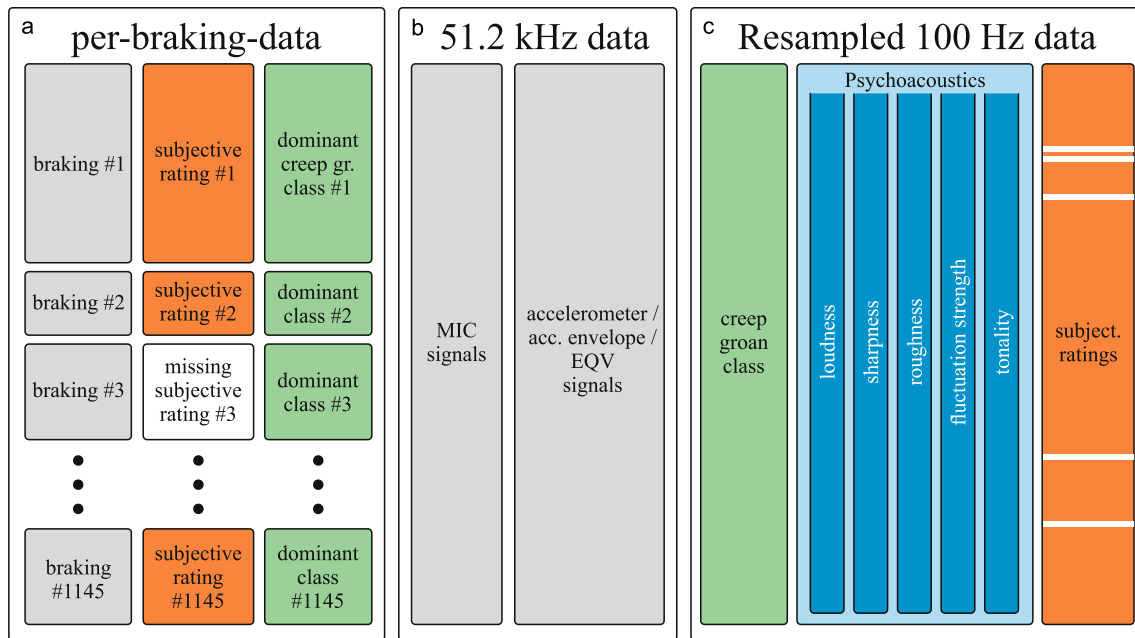 a
per-braking-data
braking #1
subjective
rating #1
dominant
creep gr.
class #1
braking #2
subjective
rating #2
dominant
class #2
braking #3
missing
subjective
rating #3
dominant
class #3
braking
#1145
subjective
rating
#1145
dominant
class
#1145
b
51.2 kHz data
MIC
signals
accelerometer /
acc. envelope /
EQV
signals
c
Resampled 100 Hz data
creep
groan
class
Psychoacoustics
loudness
sharpness
roughness
fluctuation strength
tonality
subject.
ratings